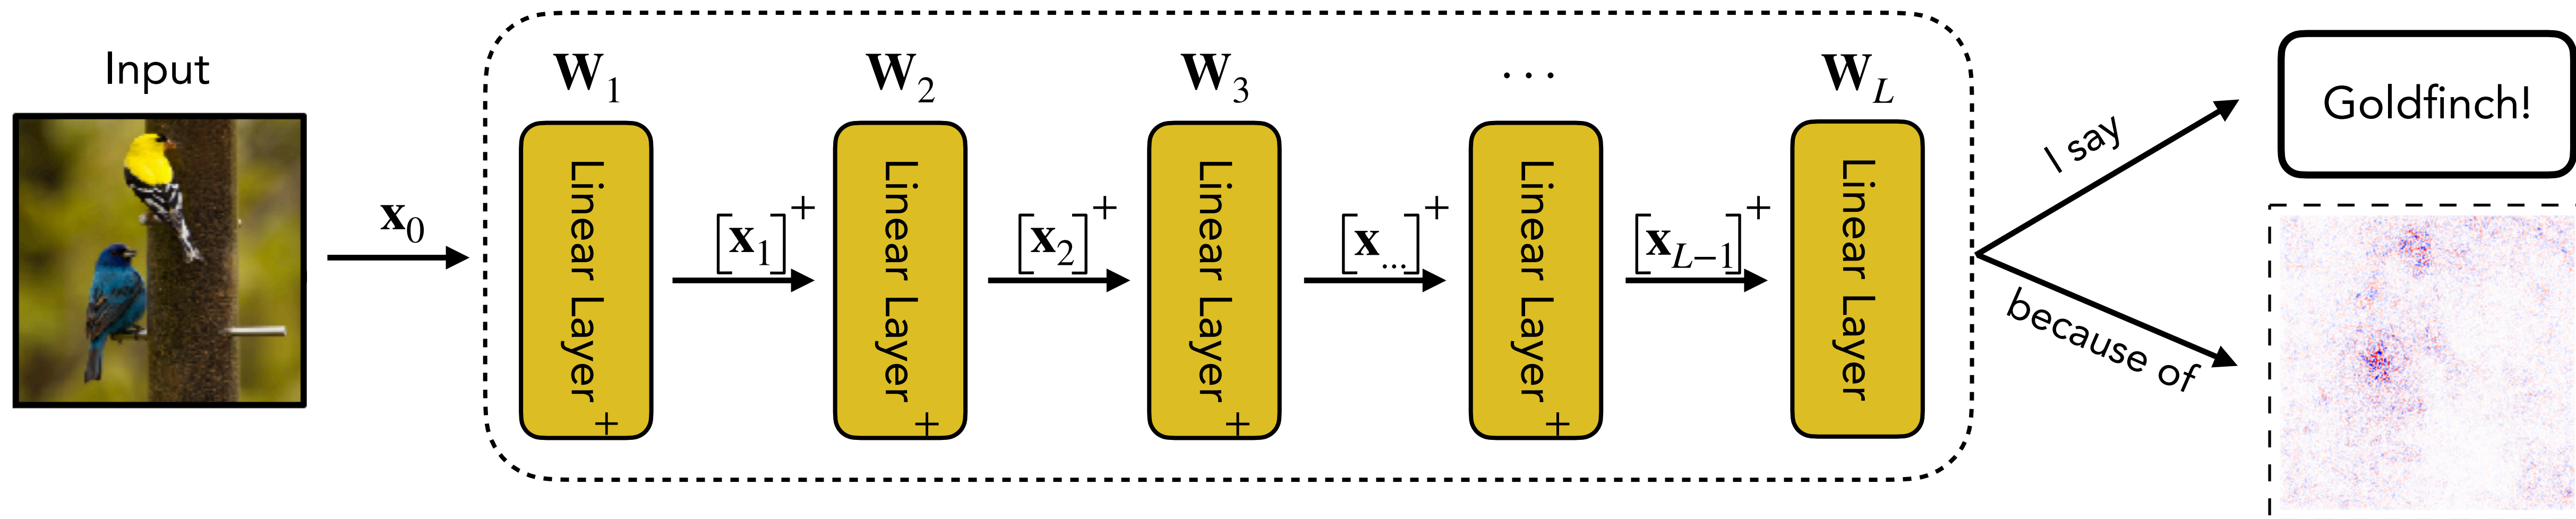 Input
x0
W1
W2
W3
...
WL
Linear Layer +
[x1]+
Linear Layer +
[x2]+
Linear Layer +
[x...]+
Linear Layer +
[xL−1]+
Linear Layer
I say
Goldfinch!
because of